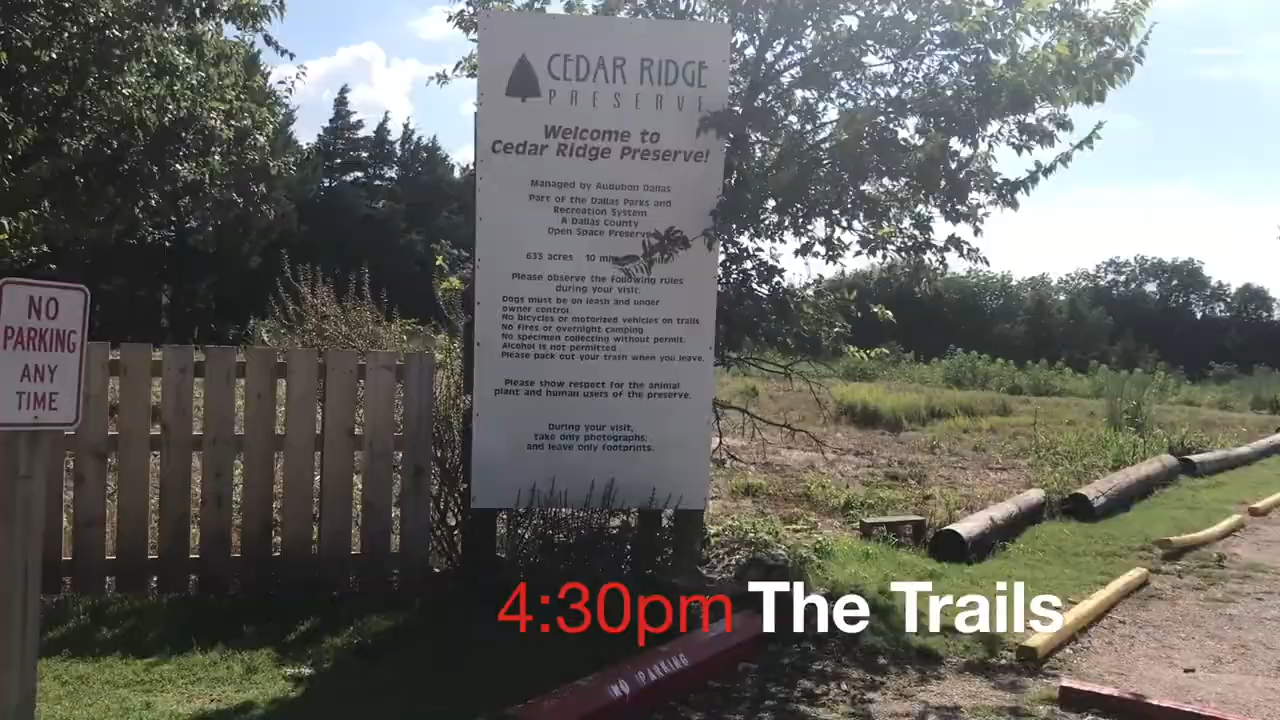 CEDAR RIDGE
PRESERVE
Welcome to
Cedar Ridge Preserve!
Managed by Audubon Dallas
Part of the Dallas Parks and
Recreation System
A Dallas County
Open Space Preserve
633 acres 10
Please observe the following rules
during your visit.
Dogs must be on leash and under
owner control.
No bicycles or motorized vehicles on trails
No fires or overnight camping
No specimen collecting without permit.
Alcohol is not permitted
Please pack out your trash when you leave.
Please show respect for the animal
plant and human users of the preserve.
During your visit,
take only photographs,
and leave only footprints.
NO
PARKING
ANY
TIME
4:30pm The Trails
NO PARKING